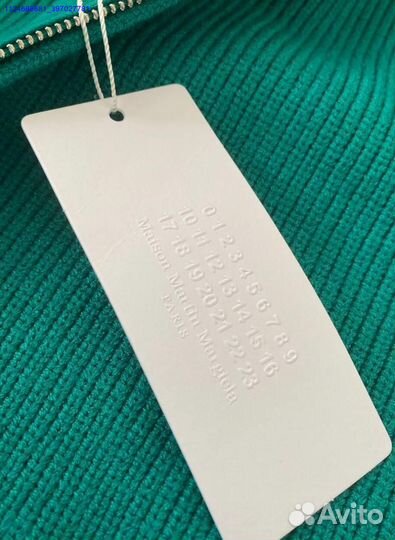 0 1 2 3 4 5 6 7 8 9
10 11 12 13 14 15 16
17 18 19 20 21 22 23
Maison Martin Margiela
PARIS
Avito